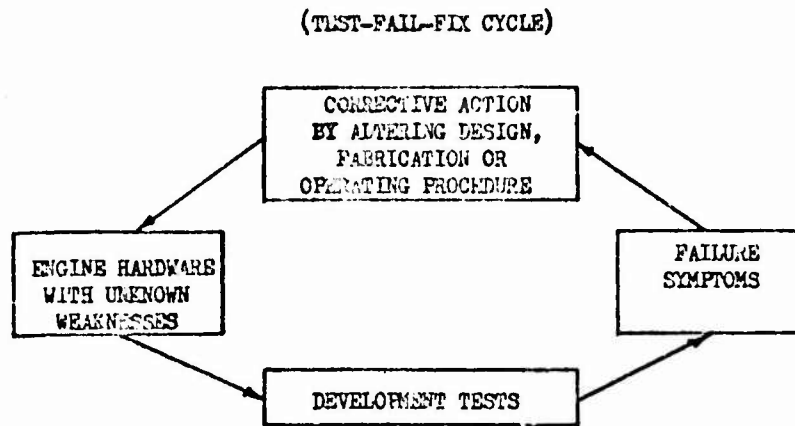 (TEST-FAIL-FIX CYCLE)
CORRECTIVE ACTION
BY ALTERING DESIGN,
FABRICATION OR
OPERATING PROCEDURE
ENGINE HARDWARE
WITH UNKNOWN
WEAKNESSES
FAILURE
SYMPTOMS
DEVELOPMENT TESTS